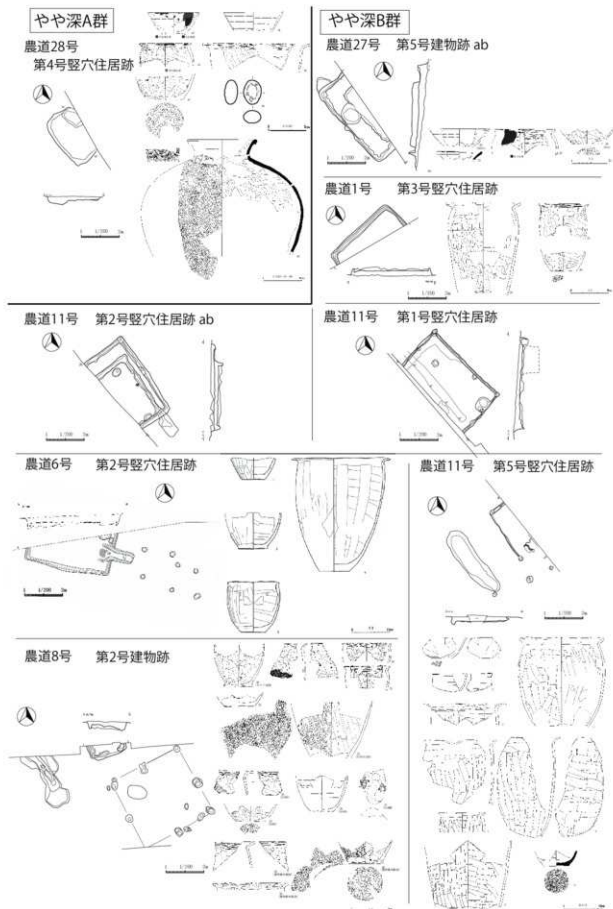 やや深A群
農道28号
第4号竪穴住居跡
やや深B群
農道27号 第5号建物跡 ab
農道1号 第3号竪穴住居跡
農道11号 第2号竪穴住居跡 ab
農道11号 第1号竪穴住居跡
農道6号 第2号竪穴住居跡
農道11号 第5号竪穴住居跡
農道8号 第2号建物跡